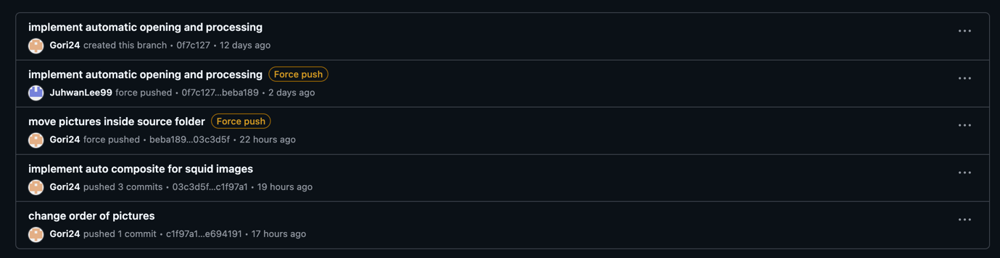 implement automatic opening and processing
Gori24 created this branch • 0f7c127 • 12 days ago
implement automatic opening and processing Force push
JuhwanLee99 force pushed • 0f7c127...beba189 • 2 days ago
move pictures inside source folder Force push
Gori24 force pushed • beba189...03c3d5f • 22 hours ago
implement auto composite for squid images
Gori24 pushed 3 commits • 03c3d5f...c1f97a1 • 19 hours ago
change order of pictures
Gori24 pushed 1 commit • c1f97a1...e694191 • 17 hours ago